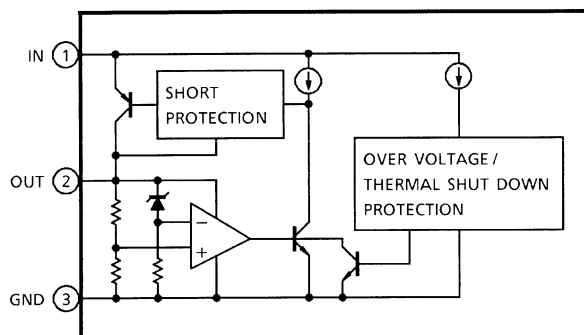 IN 1
SHORT
PROTECTION
OVER VOLTAGE /
THERMAL SHUT DOWN
PROTECTION
OUT 2
−
+
GND 3